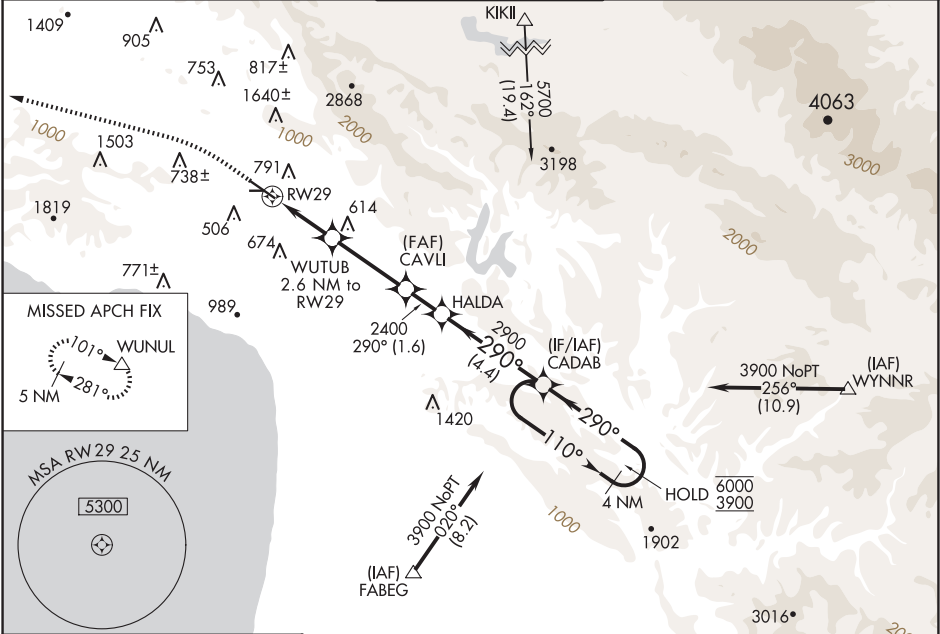 KIKII
1409
905
753
817±
1640±
2868
5700
162°
(19.4)
4063
1000
1000
2000
3000
1503
738±
791
3198
RW29
1819
506
614
674
(FAF)
CAVLI
2000
WUTUB
2.6 NM to
RW29
771±
989
HALDA
MISSED APCH FIX
101°
WUNUL
281°
5 NM
2400
290° (1.6)
2900
290°
(4.4)
(IF/IAF)
CADAB
3900 NoPT
256°
(10.9)
(IAF)
WYNNR
1420
290°
110°
MSA RW29 25 NM
5300
HOLD
6000
3900
4 NM
3900 NoPT
020°
(8.2)
1000
1902
(IAF)
FABEG
3016